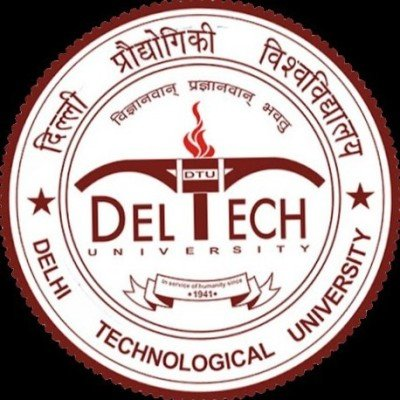 दिल्ली प्रौद्योगिकी विश्वविद्यालय
विज्ञानवान् प्रज्ञानवान् भवतु
DTU
DELTECH
UNIVERSITY
In service of humanity since
1941
DELHI TECHNOLOGICAL UNIVERSITY